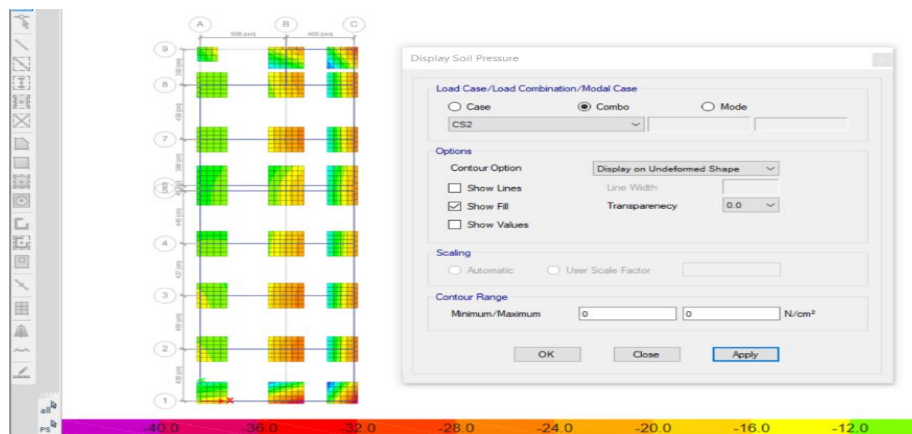 A B C
9
8
7
4
3
2
1
X
all
PS
Display Soil Pressure
Load Case/Load Combination/Modal Case
Case Combo Mode
CS2
Options
Contour Option Display on Undeformed Shape
Show Lines Line Width
Show Fill Transparenecy 0.0
Show Values
Scaling
Automatic User Scale Factor
Contour Range
Minimum/Maximum 0 0 N/cm²
OK Close Apply
-40.0 -36.0 -32.0 -28.0 -24.0 -20.0 -16.0 -12.0